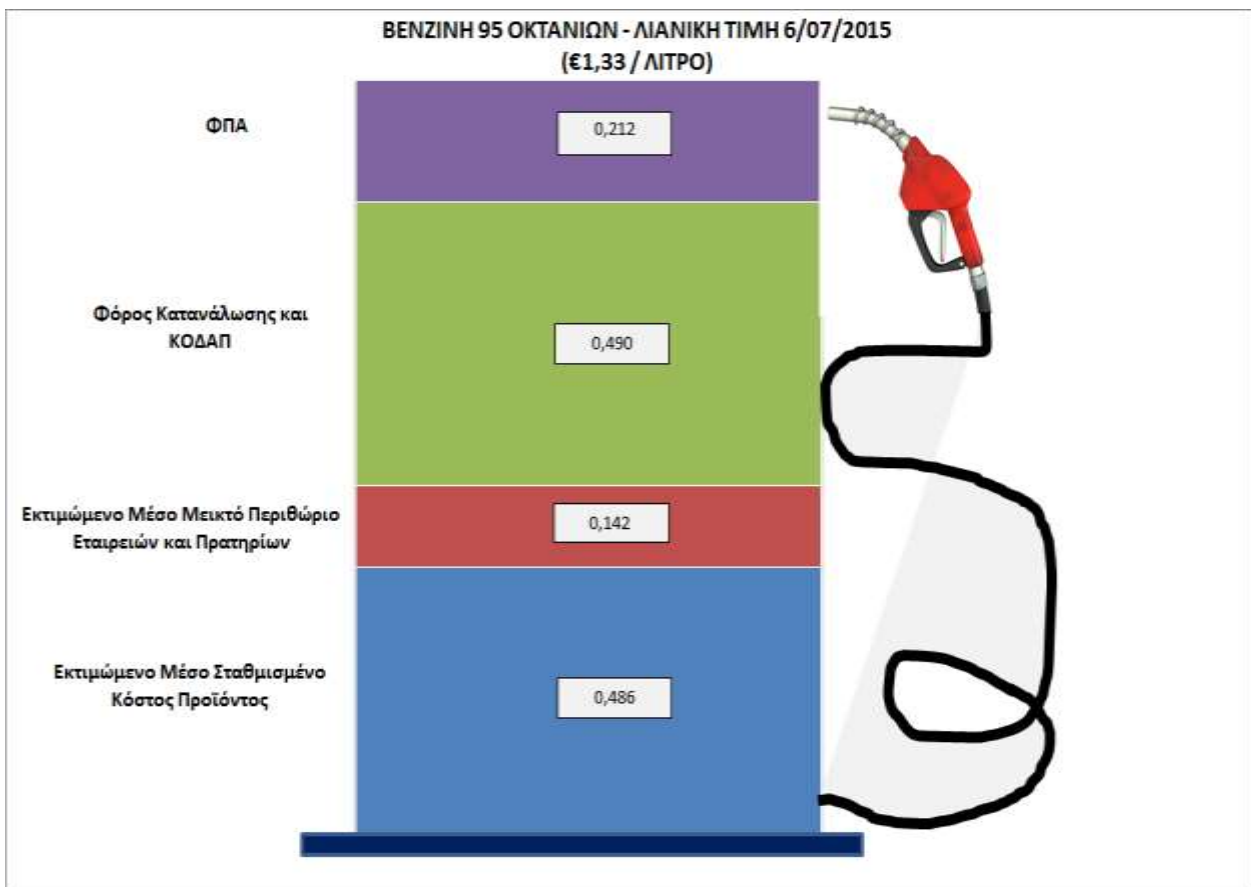 ΒΕΝΖΙΝΗ 95 ΟΚΤΑΝΙΩΝ - ΛΙΑΝΙΚΗ ΤΙΜΗ 6/07/2015
(€1,33 / ΛΙΤΡΟ)
ΦΠΑ
0,212
Φόρος Κατανάλωσης και
ΚΟΔΑΠ
0,490
Εκτιμώμενο Μέσο Μεικτό Περιθώριο
Εταιρειών και Πρατηρίων
0,142
Εκτιμώμενο Μέσο Σταθμισμένο
Κόστος Προϊόντος
0,486